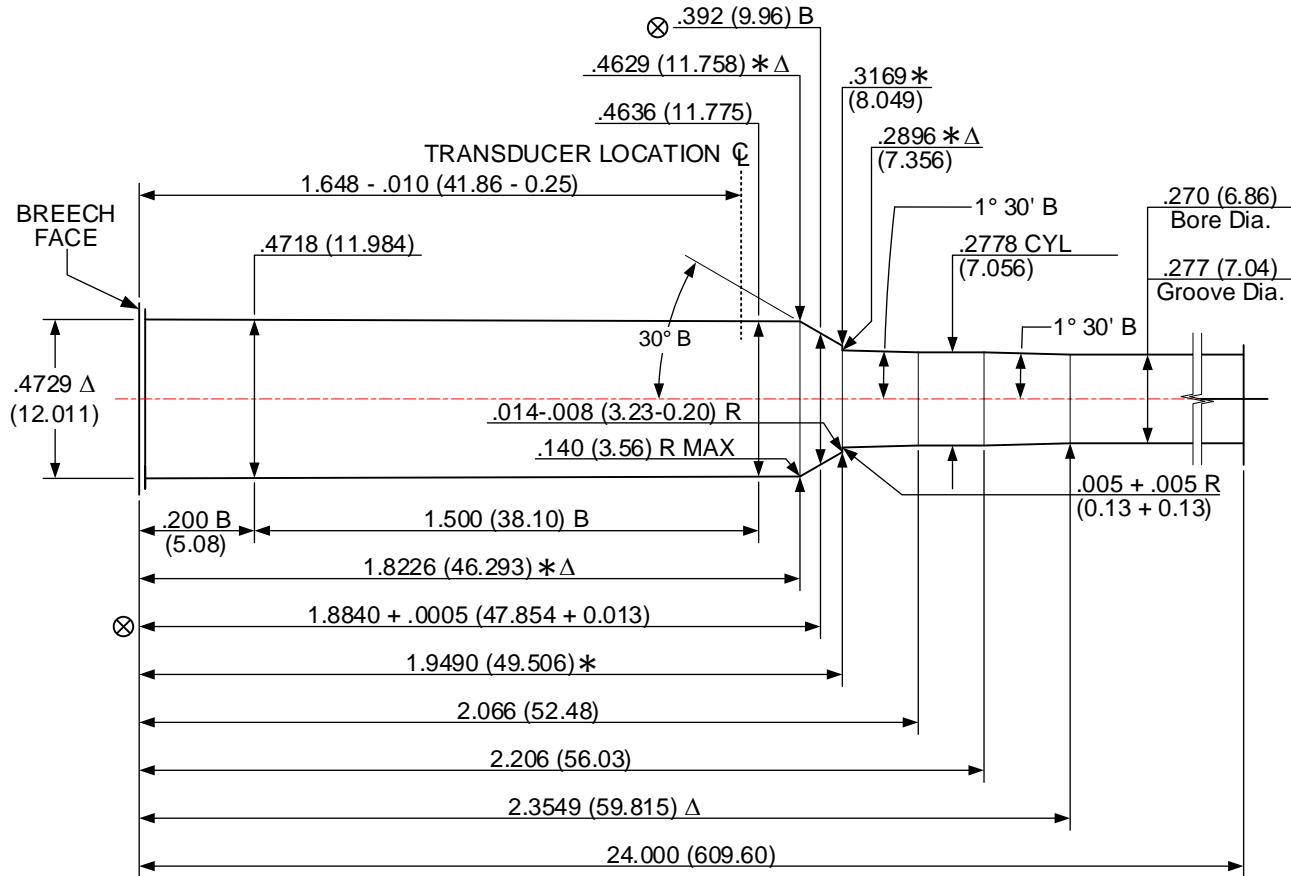 ⊗ .392 (9.96) B
.4629 (11.758) * Δ
.3169 *
(8.049)
.4636 (11.775)
.2896 * Δ
(7.356)
TRANSDUCER LOCATION ℄
1.648 - .010 (41.86 - 0.25)
BREECH
FACE
.4718 (11.984)
1° 30' B
.270 (6.86)
Bore Dia.
.2778 CYL
(7.056)
.277 (7.04)
Groove Dia.
30° B
1° 30' B
.4729 Δ
(12.011)
.014-.008 (3.23-0.20) R
.140 (3.56) R MAX
.005 + .005 R
(0.13 + 0.13)
.200 B
(5.08)
1.500 (38.10) B
1.8226 (46.293) * Δ
⊗ 1.8840 + .0005 (47.854 + 0.013)
1.9490 (49.506) *
2.066 (52.48)
2.206 (56.03)
2.3549 (59.815) Δ
24.000 (609.60)